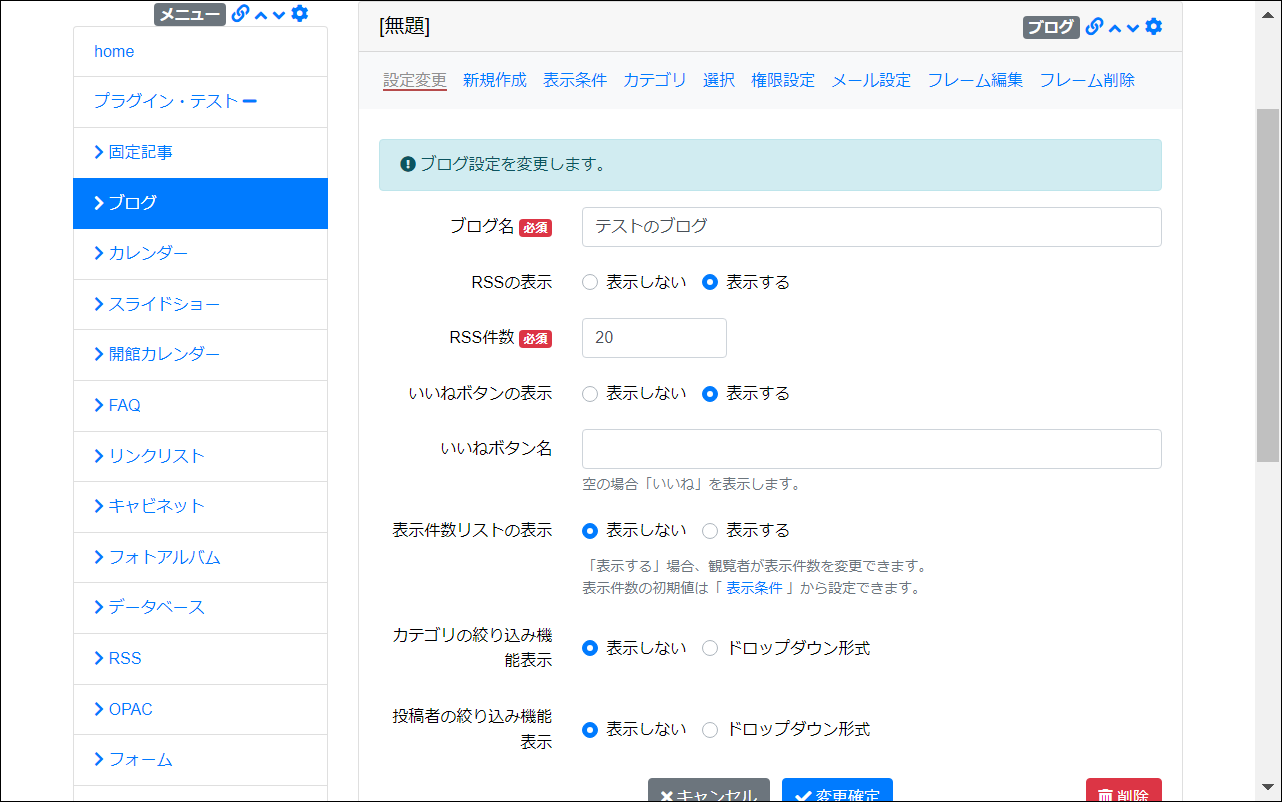 メニュー
home
プラグイン・テスト
固定記事
ブログ
カレンダー
スライドショー
開館カレンダー
FAQ
リンクリスト
キャビネット
フォトアルバム
データベース
RSS
OPAC
フォーム
[無題] ブログ
設定変更 新規作成 表示条件 カテゴリ 選択 権限設定 メール設定 フレーム編集 フレーム削除
ブログ設定を変更します。
ブログ名 必須 テストのブログ
RSSの表示 表示しない 表示する
RSS件数 必須 20
いいねボタンの表示 表示しない 表示する
いいねボタン名
空の場合「いいね」を表示します。
表示件数リストの表示 表示しない 表示する
「表示する」場合、観覧者が表示件数を変更できます。
表示件数の初期値は「 表示条件 」から設定できます。
カテゴリの絞り込み機
能表示 表示しない ドロップダウン形式
投稿者の絞り込み機能
表示 表示しない ドロップダウン形式
キャンセル 変更確定 削除